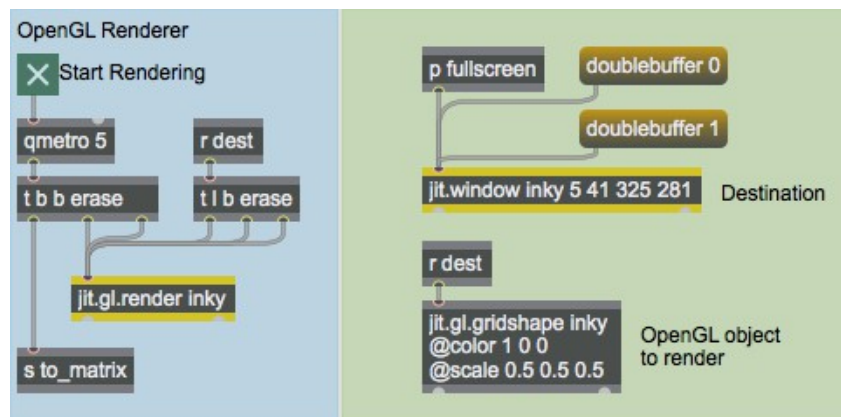 OpenGL Renderer
Start Rendering
qmetro 5
r dest
t b b erase
t l b erase
jit.gl.render inky
s to_matrix
p fullscreen
doublebuffer 0
doublebuffer 1
jit.window inky 5 41 325 281
Destination
r dest
jit.gl.gridshape inky
@color 1 0 0
@scale 0.5 0.5 0.5
OpenGL object
to render